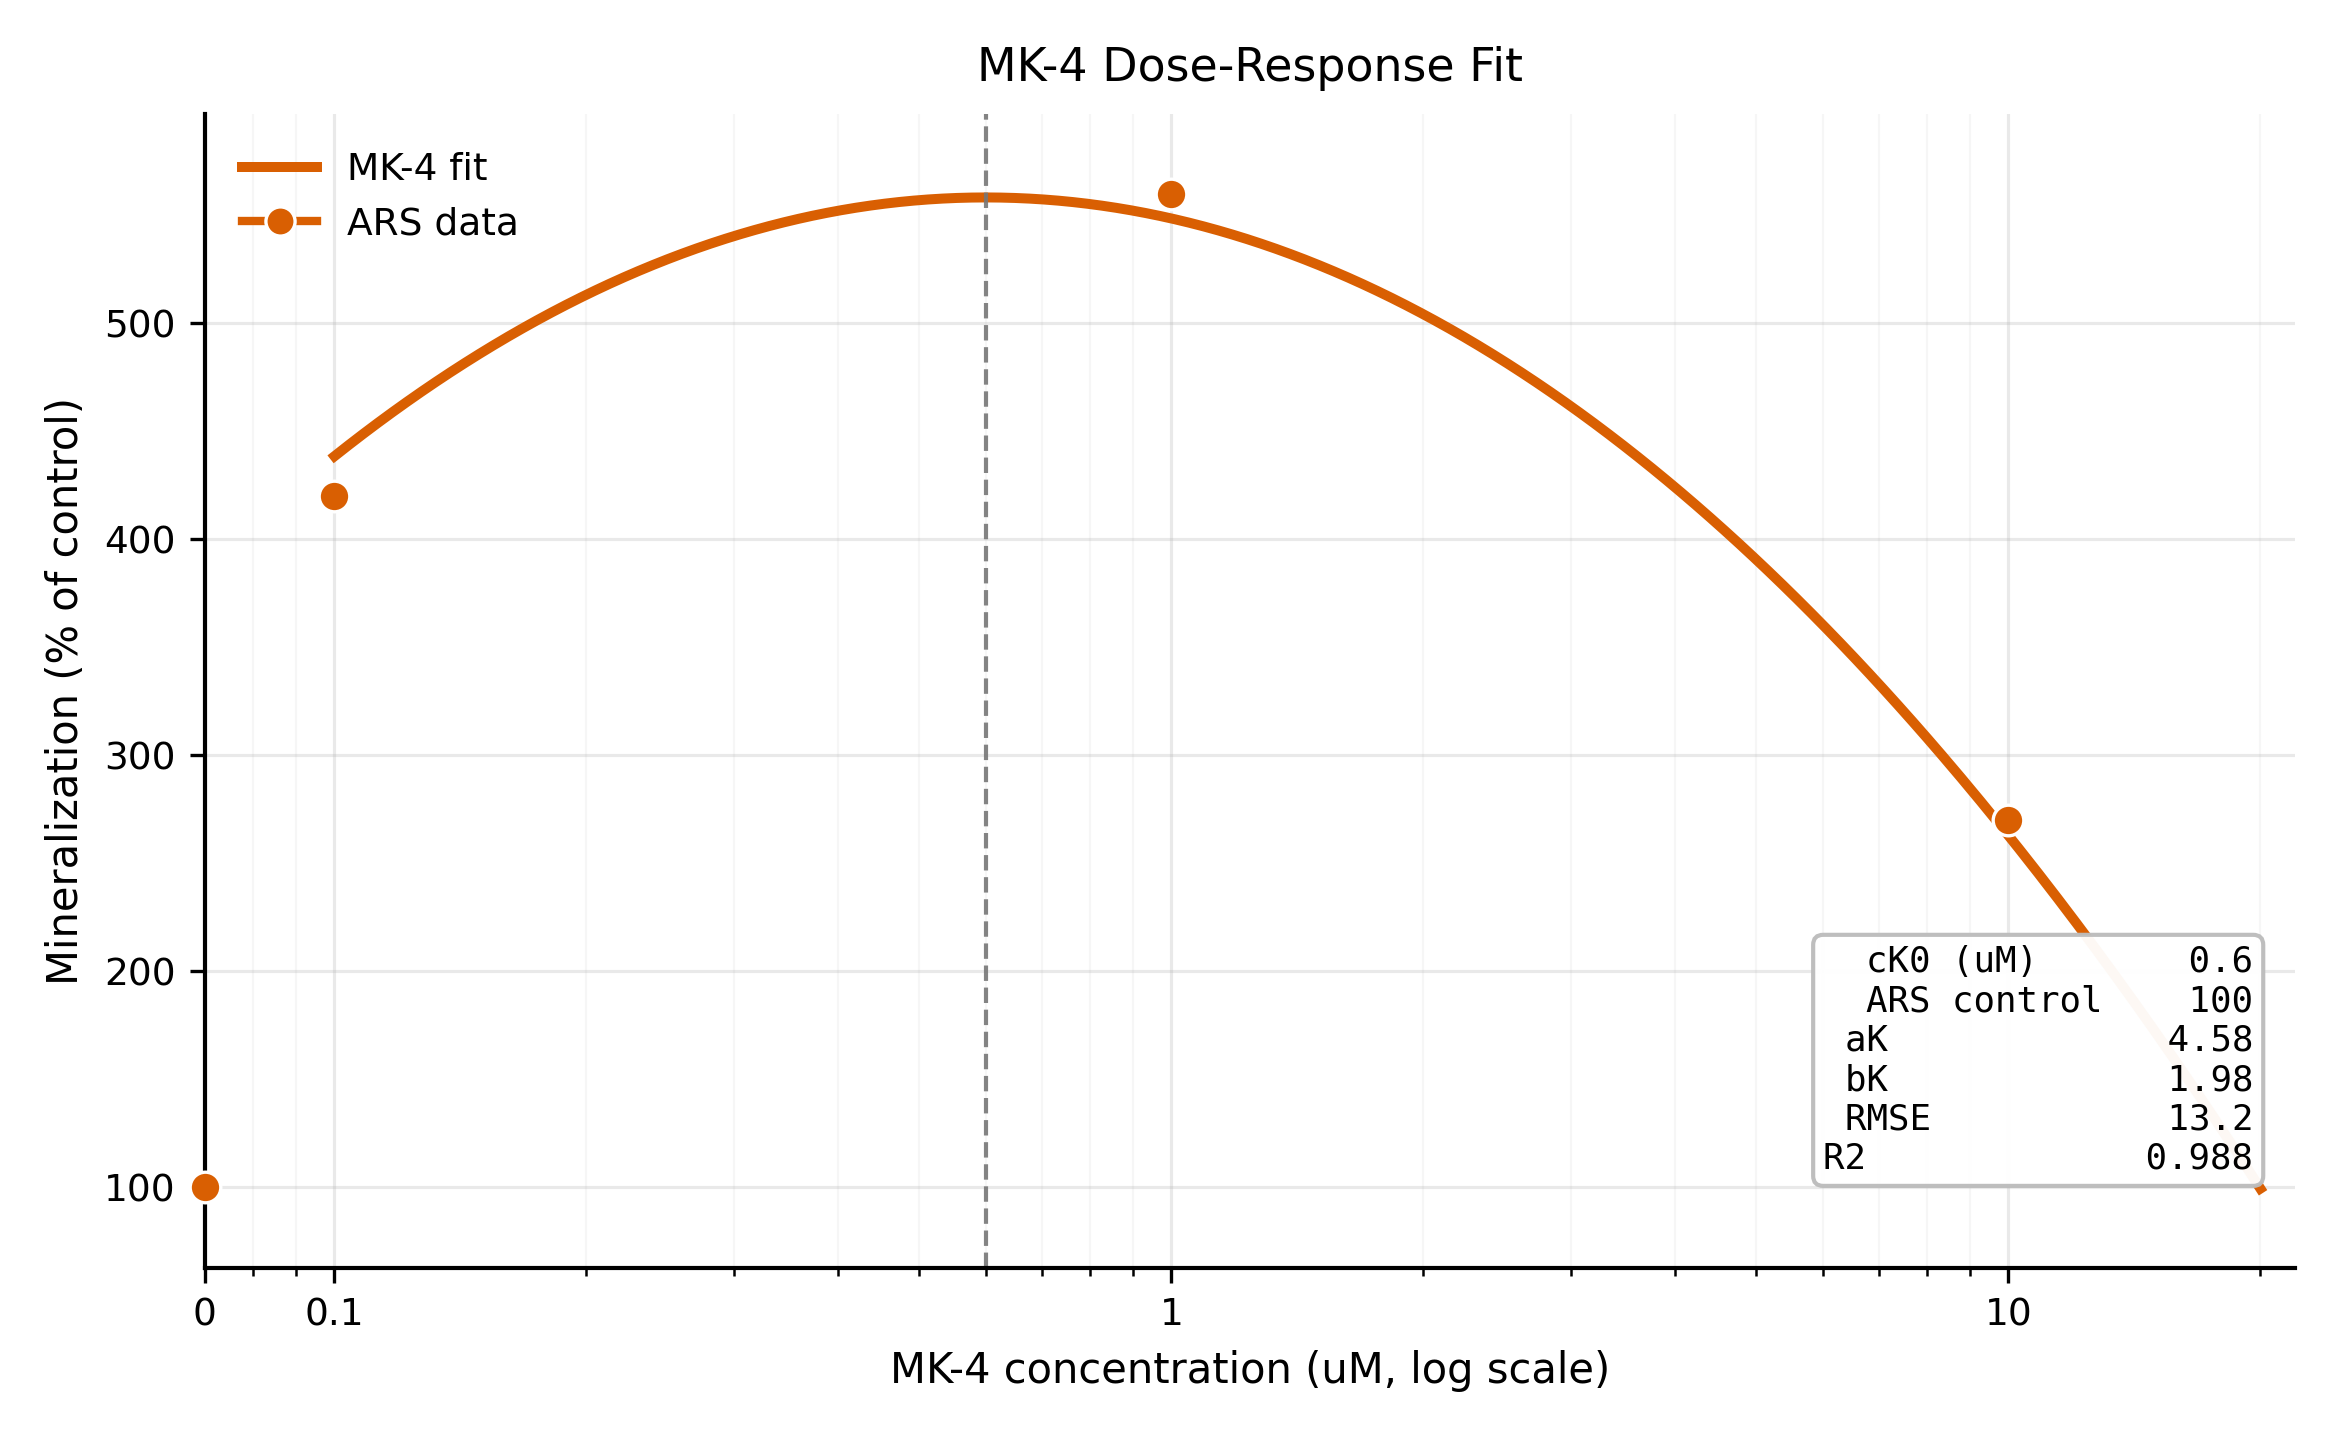 MK-4 Dose-Response Fit
MK-4 fit
ARS data
Mineralization (% of control)
500
400
300
200
100
cK0 (uM) 0.6
ARS control 100
aK 4.58
bK 1.98
RMSE 13.2
R2 0.988
0 0.1 1 10
MK-4 concentration (uM, log scale)